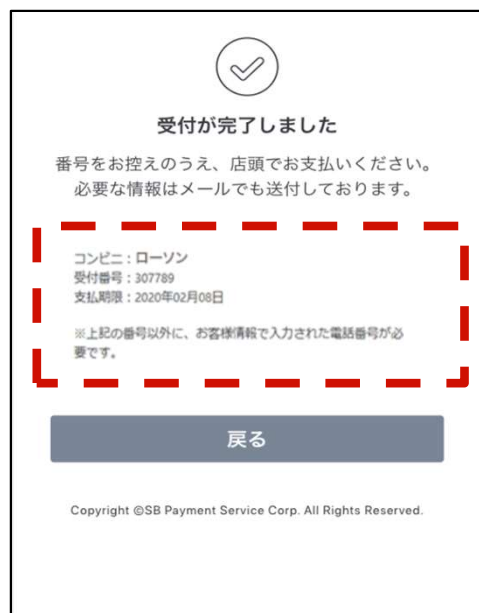 受付が完了しました
番号をお控えのうえ、店頭でお支払いください。
必要な情報はメールでも送付しております。
コンビニ：ローソン
受付番号：307789
支払期限：2020年02月08日
※上記の番号以外に、お客様情報で入力された電話番号が必
要です。
戻る
Copyright ©SB Payment Service Corp. All Rights Reserved.